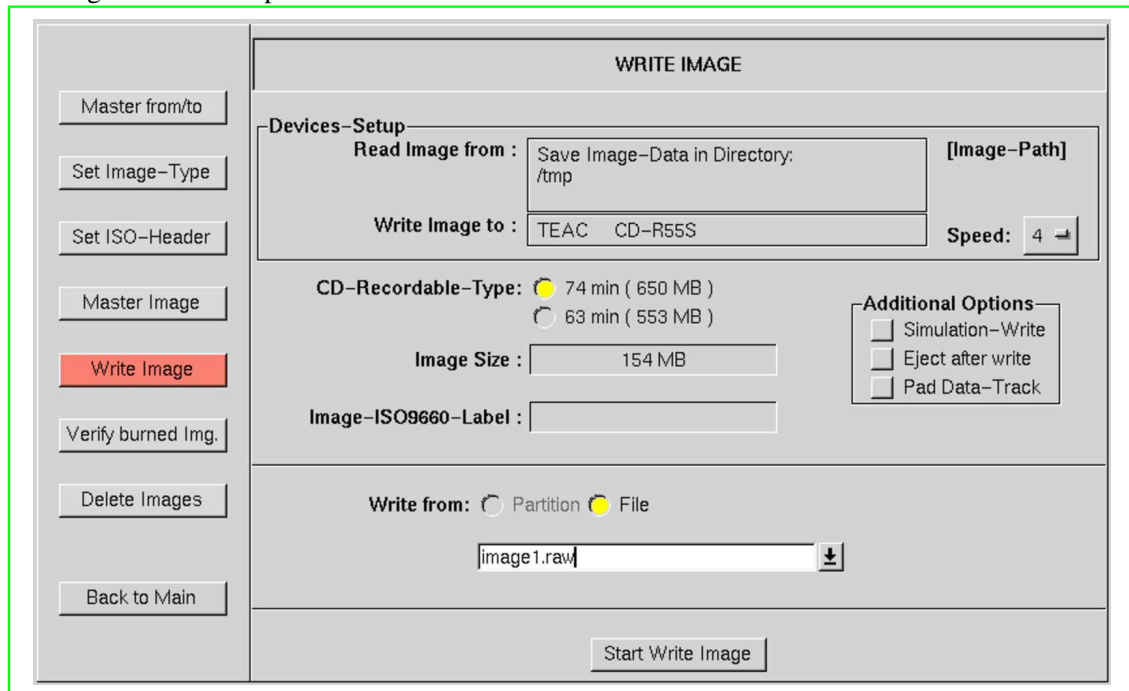 WRITE IMAGE
Master from/to
Set Image-Type
Set ISO-Header
Master Image
Write Image
Verify burned Img.
Delete Images
Back to Main
Devices-Setup
Read Image from : Save Image-Data in Directory: [Image-Path]
/tmp
Write Image to : TEAC CD-R55S Speed: 4
CD-Recordable-Type: 74 min ( 650 MB )
63 min ( 553 MB )
Additional Options
Simulation-Write
Eject after write
Pad Data-Track
Image Size : 154 MB
Image-ISO9660-Label :
Write from: Partition File
image1.raw
Start Write Image